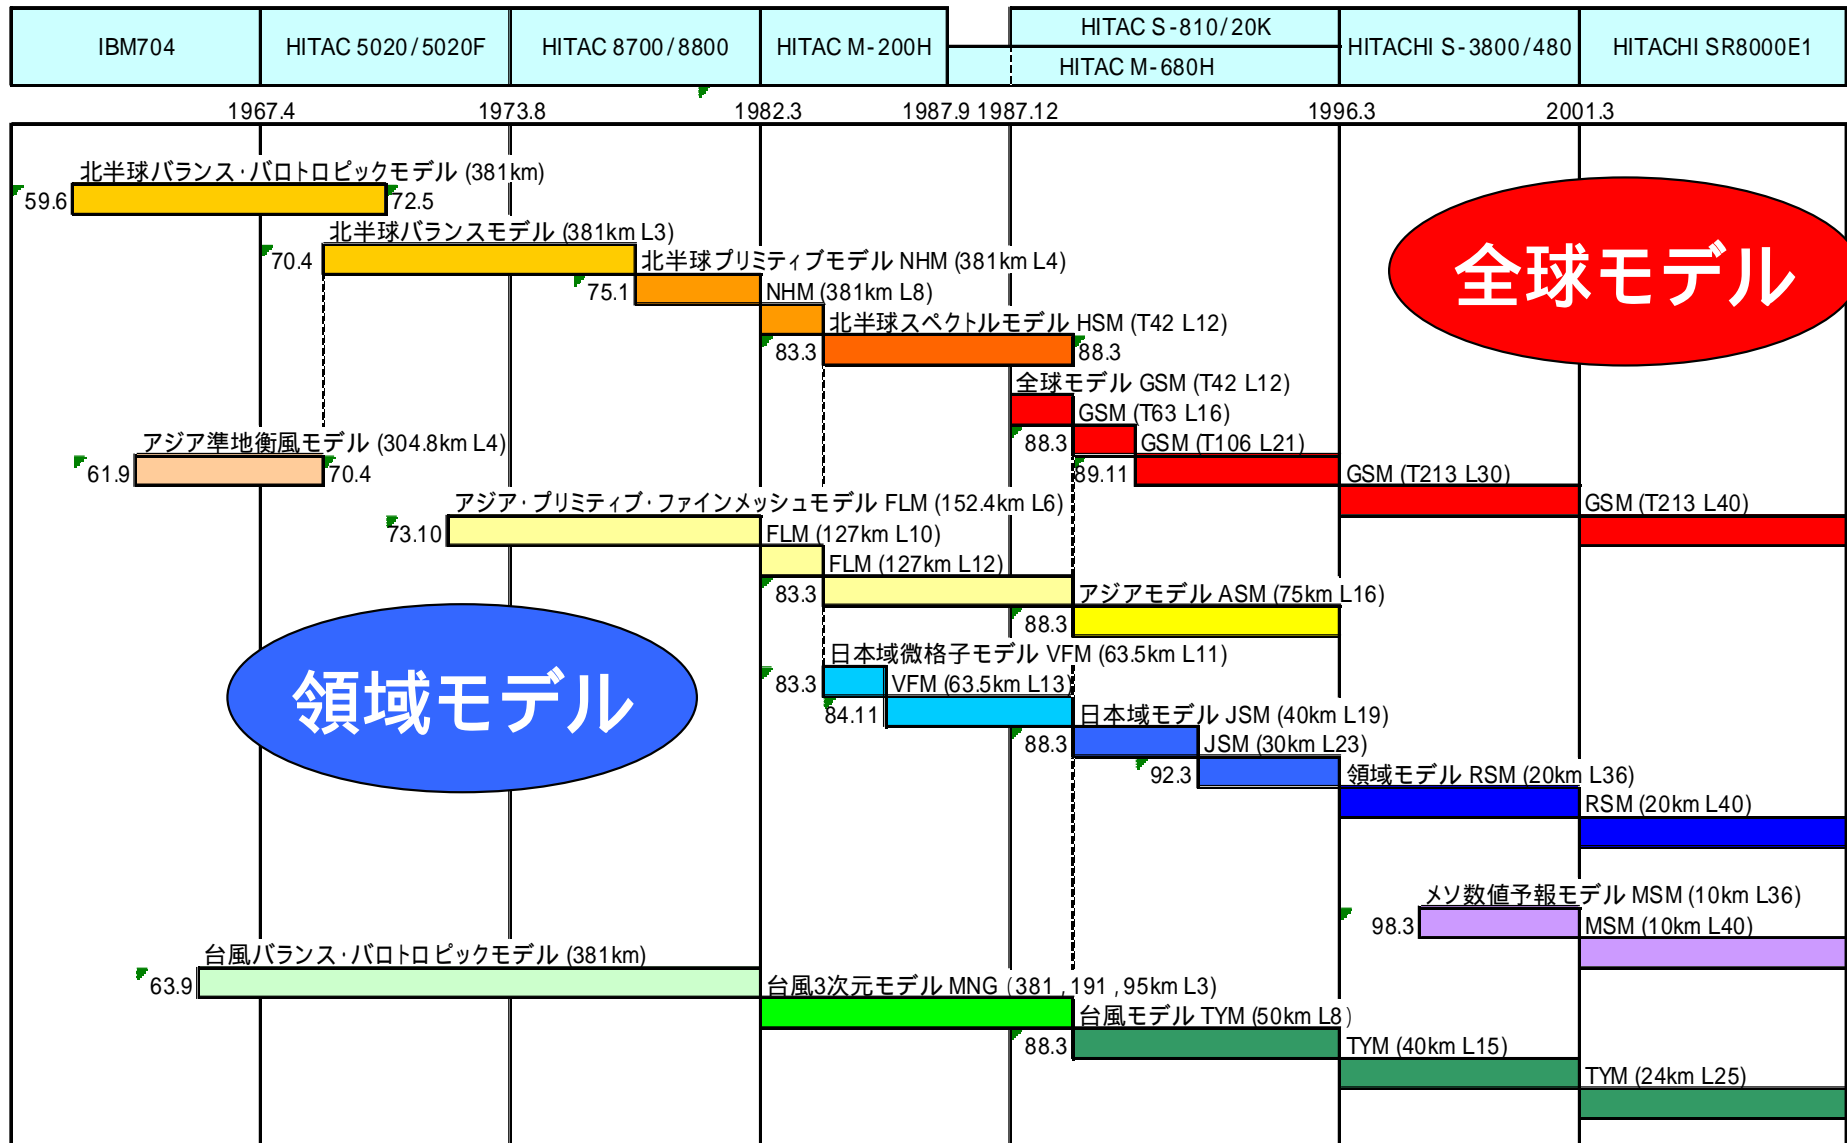 IBM704
HITAC 5020/5020F
HITAC 8700/8800
HITAC M-200H
HITAC S-810/20K
HITAC M-680H
HITACHI S-3800/480
HITACHI SR8000E1
1967.4
1973.8
1982.3
1987.9
1987.12
1996.3
2001.3
北半球バランス・バロトロピックモデル (381km)
59.6
72.5
北半球バランスモデル (381km L3)
70.4
北半球プリミティブモデル NHM (381km L4)
75.1
NHM (381km L8)
北半球スペクトルモデル HSM (T42 L12)
83.3
88.3
全球モデル
全球モデル GSM (T42 L12)
GSM (T63 L16)
88.3
GSM (T106 L21)
89.11
GSM (T213 L30)
GSM (T213 L40)
アジア準地衡風モデル (304.8km L4)
61.9
70.4
アジア・プリミティブ・ファインメッシュモデル FLM (152.4km L6)
73.10
FLM (127km L10)
FLM (127km L12)
83.3
アジアモデル ASM (75km L16)
88.3
領域モデル
日本域微格子モデル VFM (63.5km L11)
83.3
VFM (63.5km L13)
84.11
日本域モデル JSM (40km L19)
88.3
JSM (30km L23)
92.3
領域モデル RSM (20km L36)
RSM (20km L40)
メソ数値予報モデル MSM (10km L36)
98.3
MSM (10km L40)
台風バランス・バロトロピックモデル (381km)
63.9
台風3次元モデル MNG (381 , 191 , 95km L3)
台風モデル TYM (50km L8)
88.3
TYM (40km L15)
TYM (24km L25)